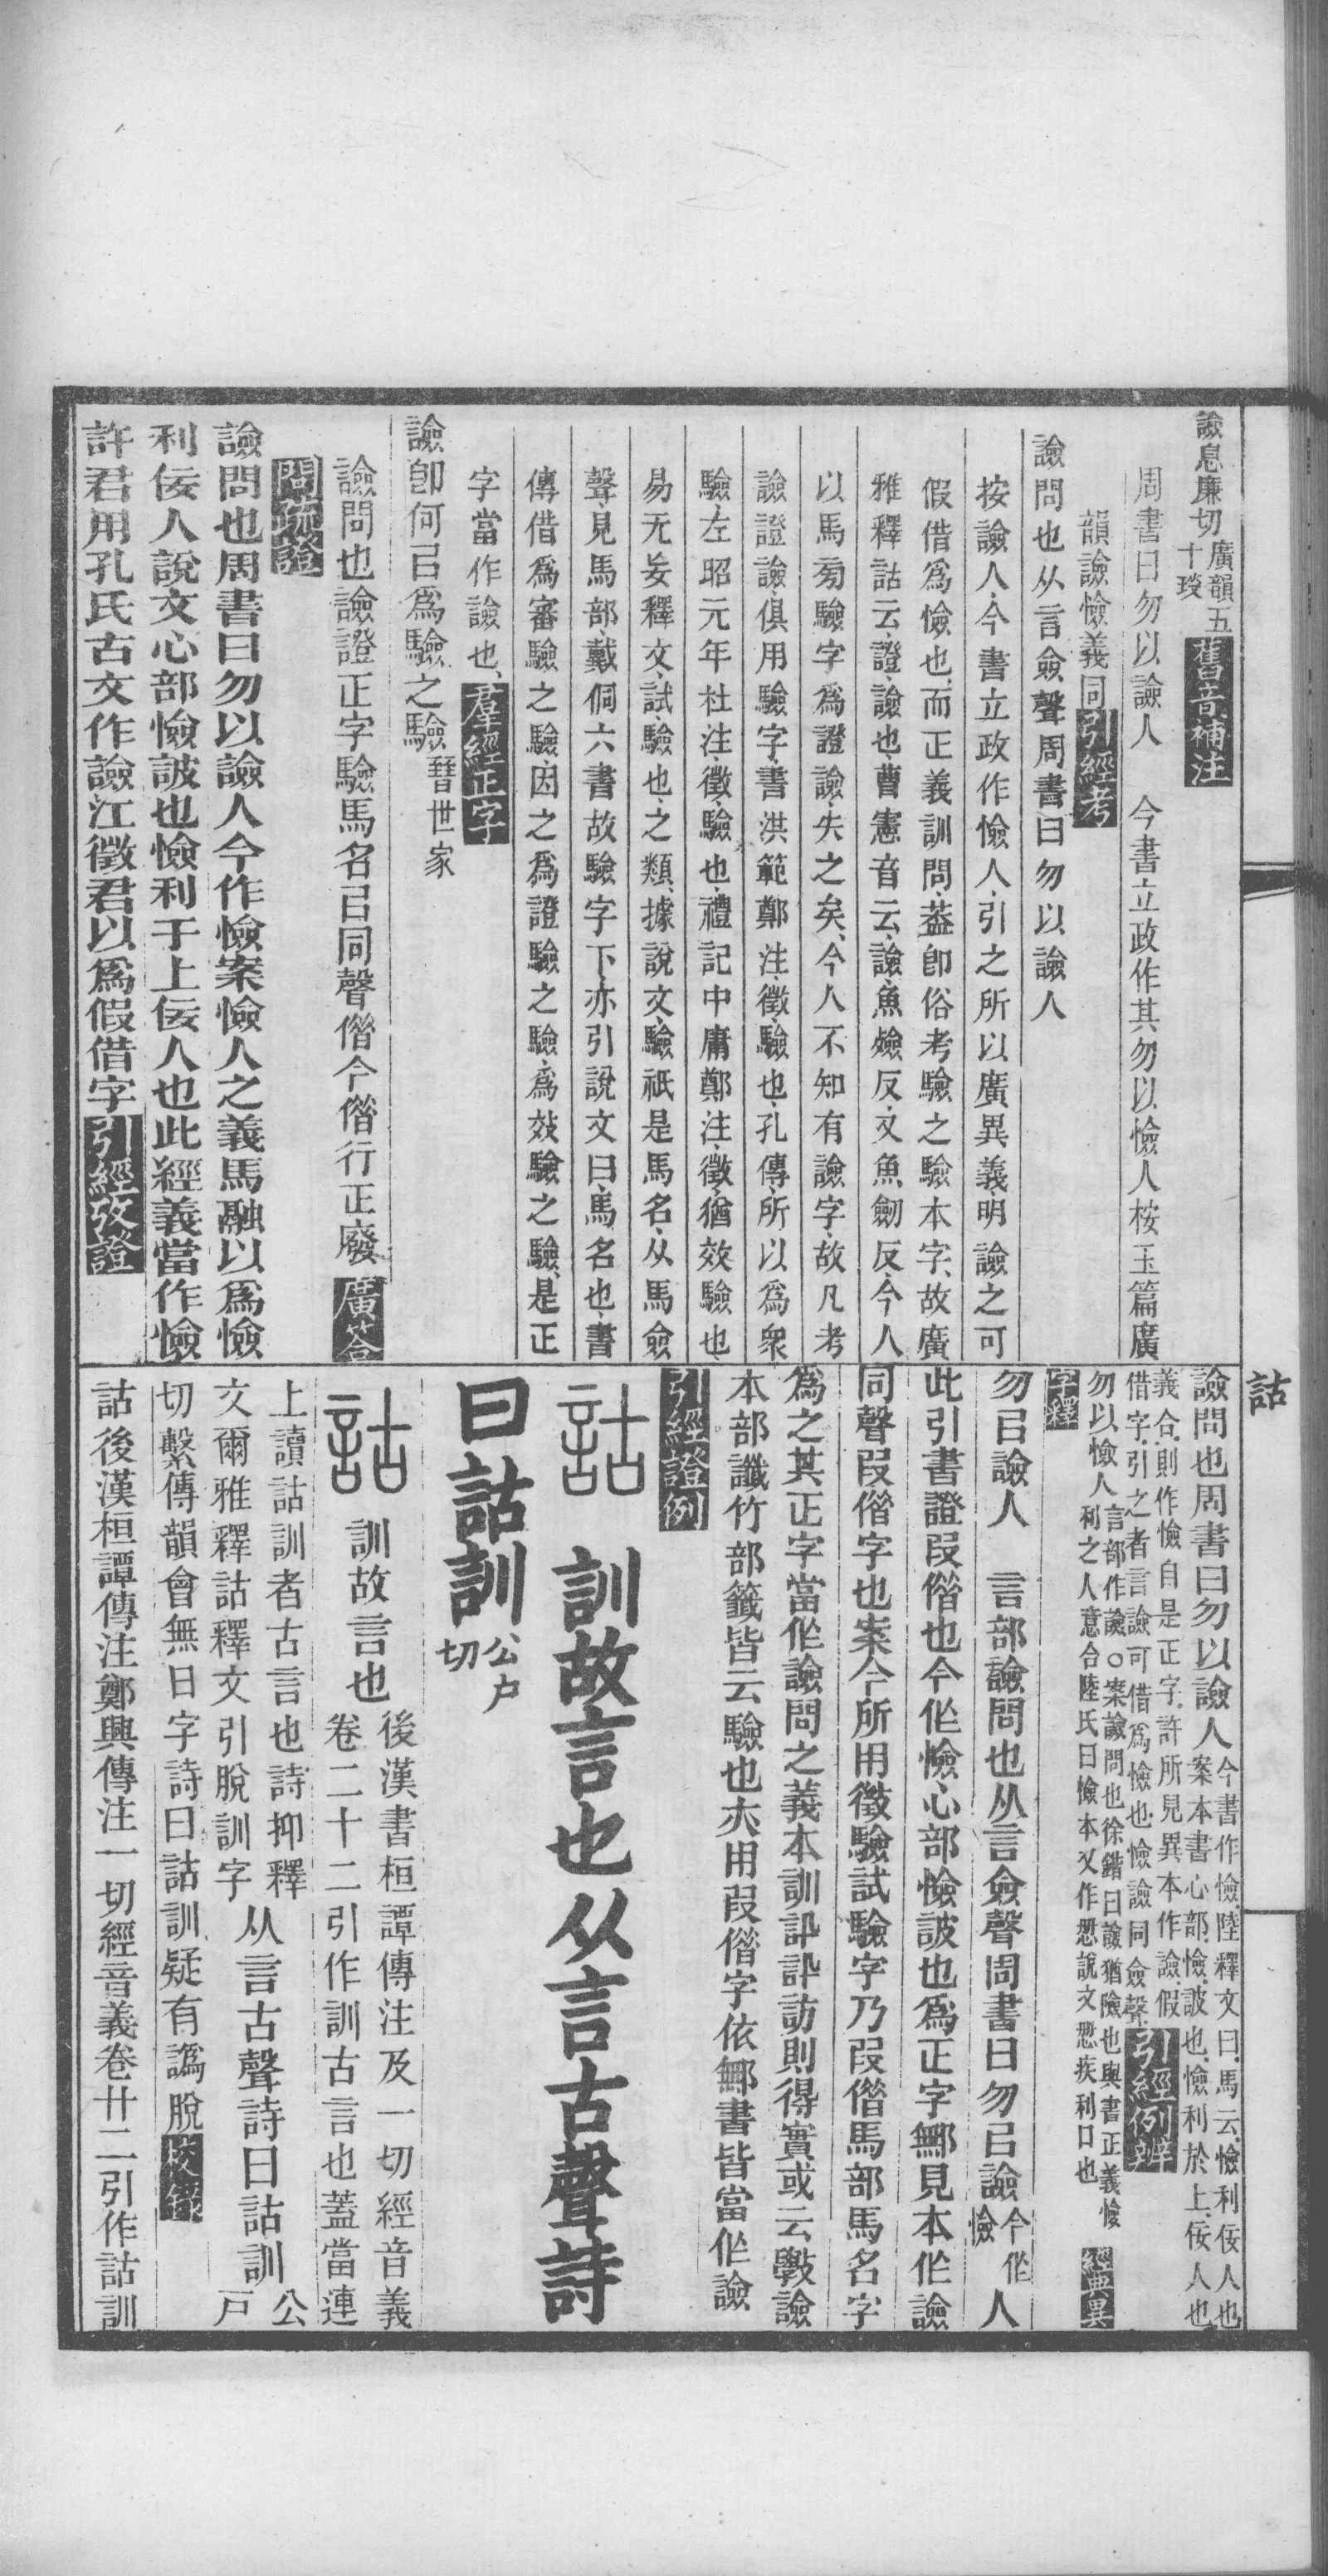 譣息廉切廣韻五十琰舊音補注
周書曰勿以譣人　今書立政作其勿以憸人桉玉篇廣
韻譣憸義同引經考
譣問也从言僉聲周書曰勿以譣人
按譣人今書立政作憸人引之所以廣異義明譣之可
假借爲憸也而正義訓問葢卽俗考驗之驗本字故廣
雅釋詁云證譣也曹憲音云譣魚㷿反又魚劒反今人
以馬旁驗字爲證譣失之矣今人不知有譣字故凡考
譣證譣俱用驗字書洪範鄭注徵驗也孔傳所以爲衆
驗左昭元年杜注徵驗也禮記中庸鄭注徵猶效驗也
易无妄釋文試驗也之類據說文驗祇是馬名从馬僉
聲見馬部戴侗六書故驗字下亦引說文曰馬名也書
傳借爲審驗之驗因之爲證驗之驗爲效驗之驗是正
字當作譣也羣經正字
譣卽何㠯爲驗之驗晉世家
譣問也譣證正字驗馬名㠯同聲偕今偕行正廢廣答
問疏證
譣問也周書曰勿以譣人今作憸案憸人之義馬融以爲憸
利佞人說文心部憸詖也憸利于上佞人也此經義當作憸
許君用孔氏古文作譣江徵君以爲假借字引經攷證
詁
譣問也周書曰勿以譣人今書作憸陸釋文曰馬云憸利佞人也案本書心部憸詖也憸利於上佞人也
義合則作憸自是正字許所見異本作譣假借字引之者言譣可借爲憸也憸譣同僉聲引經例辨
勿以憸人言部作譣○案譣問也徐鍇曰譣猶險也與書正義憸利之人意合陸氏曰憸本又作㦝說文㦝疾利口也經典異
字釋
勿㠯譣人　言部譣問也从言僉聲周書曰勿㠯譣今作憸人
此引書證叚偕也今作憸心部憸詖也爲正字鄦見本作譣
同聲叚偕字也案今所用徵驗試驗字乃叚偕馬部馬名字
爲之其正字當作譣問之義本訓訊訊訪則得實或云斆譣
本部讖竹部籤皆云驗也亦用叚偕字依鄦書皆當作譣
引經證例
詁　訓故言也从言古聲詩
曰詁訓公戶切
詁　訓故言也後漢書桓譚傳注及一切經音義卷二十二引作訓古言也蓋當連
上讀詁訓者古言也詩抑釋文爾雅釋詁釋文引脫訓字从言古聲詩曰詁訓公戶
切繫傳韻會無曰字詩曰詁訓疑有譌脫校錄
詁後漢桓譚傳注鄭興傳注一切經音義卷廿二引作詁訓